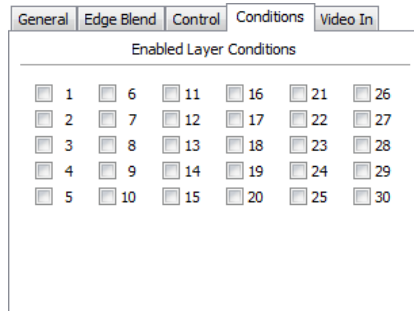 General Edge Blend Control Conditions Video In
Enabled Layer Conditions
1 6 11 16 21 26
2 7 12 17 22 27
3 8 13 18 23 28
4 9 14 19 24 29
5 10 15 20 25 30